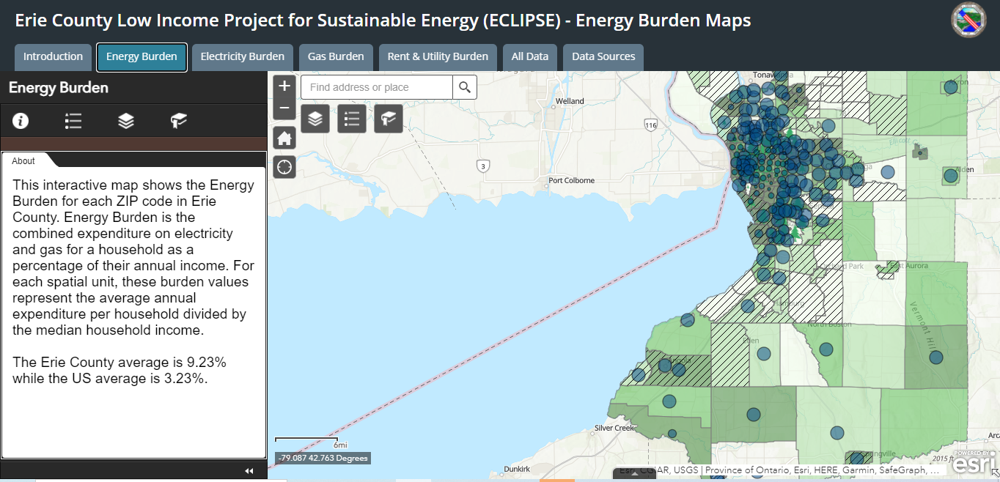 Erie County Low Income Project for Sustainable Energy (ECLIPSE) - Energy Burden Maps
Introduction
Energy Burden
Electricity Burden
Gas Burden
Rent & Utility Burden
All Data
Data Sources
Energy Burden
About
This interactive map shows the Energy
Burden for each ZIP code in Erie
County. Energy Burden is the
combined expenditure on electricity
and gas for a household as a
percentage of their annual income. For
each spatial unit, these burden values
represent the average annual
expenditure per household divided by
the median household income.
The Erie County average is 9.23%
while the US average is 3.23%.
+
Find address or place
−
Tonawanda
Welland
116
3
Port Colborne
Ellicott
Alden
Orchard Park
East Aurora
Hamburg
Vermont Hill
North Boston
Eden
Angola
Silver Creek
6mi
-79.087 42.763 Degrees
Dunkirk
Springville
2015 ft
POWERED BY
esri
Esri, CGIAR, USGS | Province of Ontario, Esri, HERE, Garmin, SafeGraph, ...